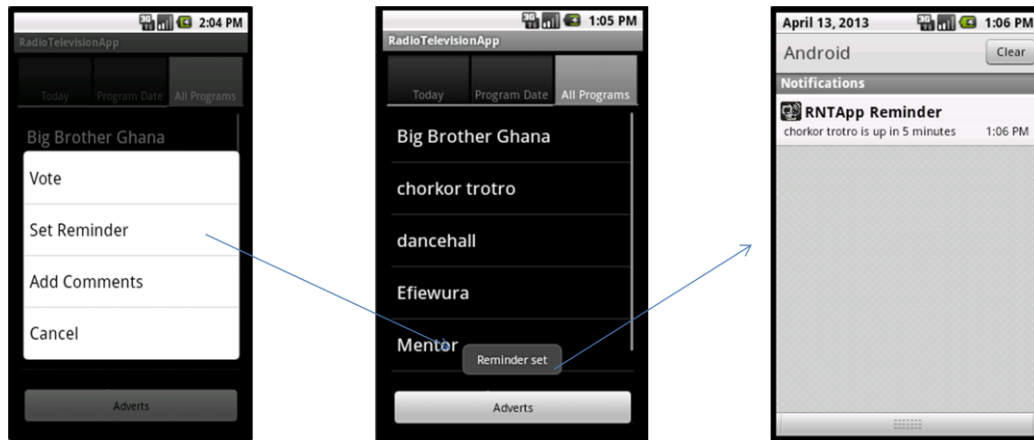 3G
2:04 PM
RadioTelevisionApp
Today
Program Date
All Programs
Big Brother Ghana
Vote
Set Reminder
Add Comments
Cancel
Adverts
3G
1:05 PM
RadioTelevisionApp
Today
Program Date
All Programs
Big Brother Ghana
chorkor trotro
dancehall
Efiewura
Mentor
Reminder set
Adverts
April 13, 2013
3G
1:06 PM
Android
Clear
Notifications
RNTApp Reminder
chorkor trotro is up in 5 minutes
1:06 PM